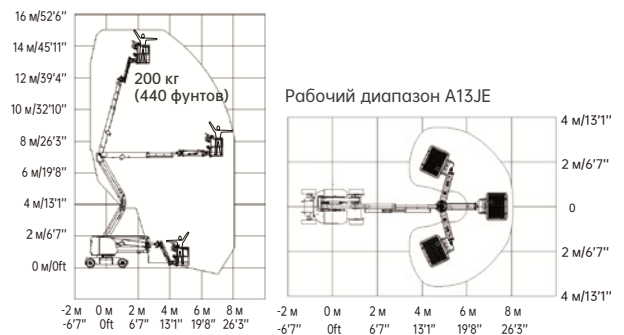 16 м/52'6''
14 м/45'11''
12 м/39'4''
10 м/32'10''
8 м/26'3''
6 м/19'8''
4 м/13'1''
2 м/6'7''
0 м/0ft
200 кг
(440 фунтов)
-2 м 0 м 2 м 4 м 6 м 8 м
-6'7'' 0ft 6'7'' 13'1'' 19'8'' 26'3''
Рабочий диапазон A13JE
4 м/13'1''
2 м/6'7''
0
2 м/6'7''
4 м/13'1''
-2 м 0 м 2 м 4 м 6 м 8 м
-6'7'' 0ft 6'7'' 13'1'' 19'8'' 26'3''